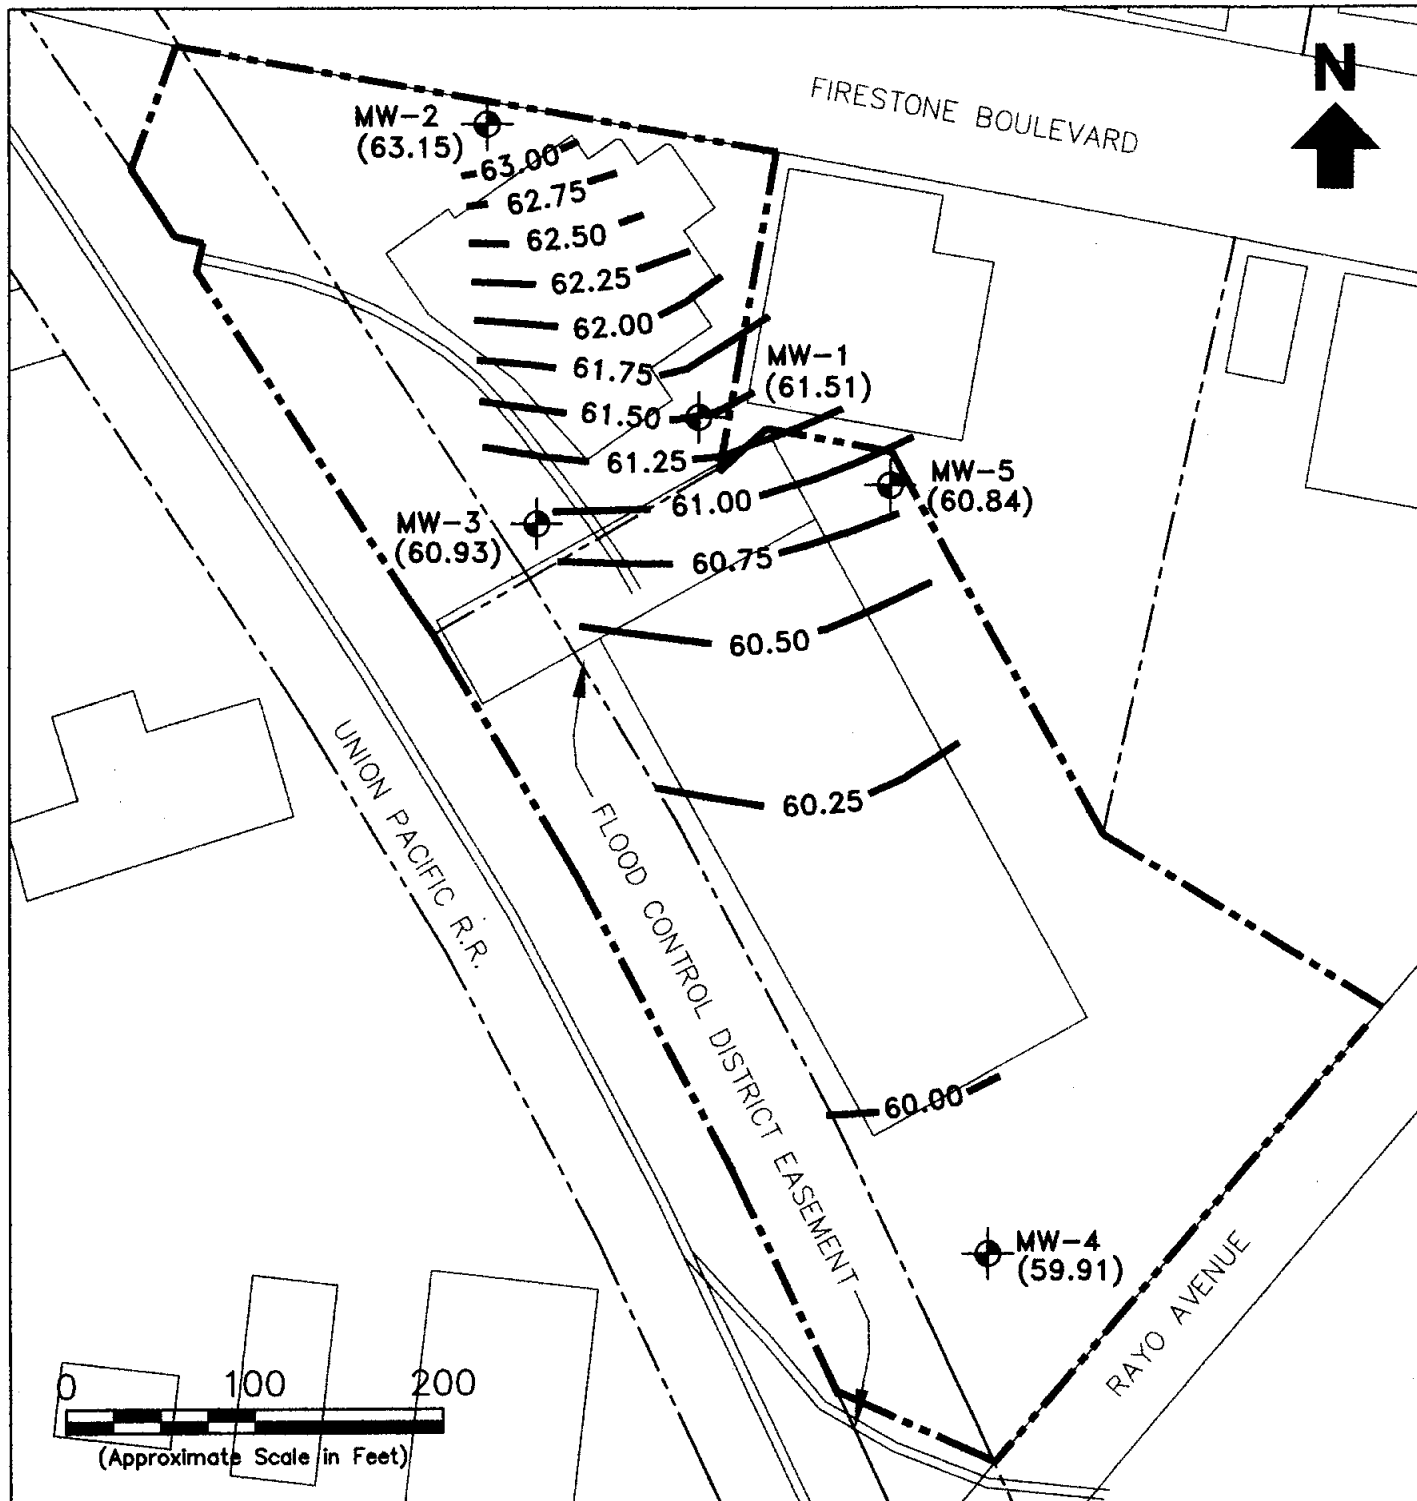 N
FIRESTONE BOULEVARD
MW-2
(63.15)
63.00
62.75
62.50
62.25
62.00
61.75
MW-1
(61.51)
61.50
61.25
MW-5
(60.84)
61.00
MW-3
(60.93)
60.75
60.50
60.25
UNION PACIFIC R.R.
FLOOD CONTROL DISTRICT EASEMENT
60.00
MW-4
(59.91)
RAYO AVENUE
0 100 200
(Approximate Scale in Feet)